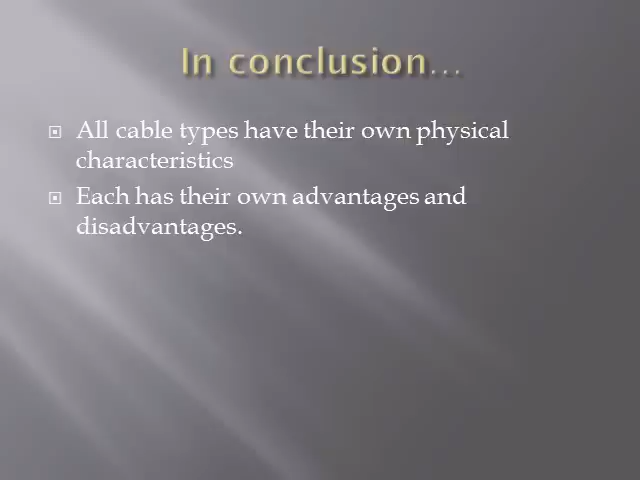 In conclusion…
All cable types have their own physical
characteristics
Each has their own advantages and
disadvantages.